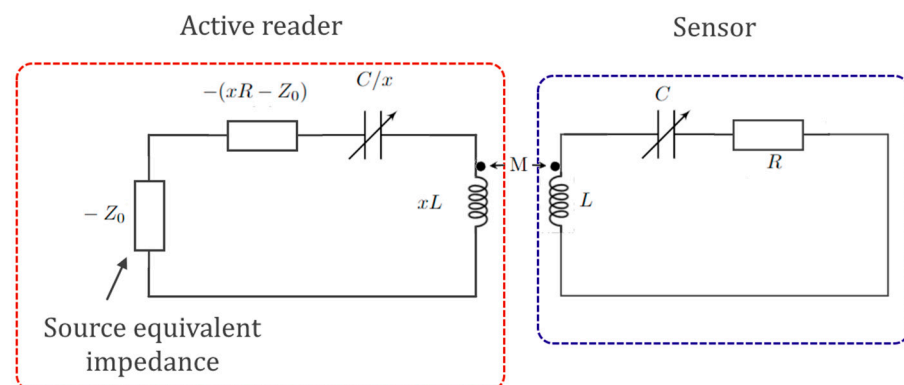 Active reader
Sensor
−(xR − Z₀)
C/x
C
R
M
xL
L
− Z₀
Source equivalent
impedance